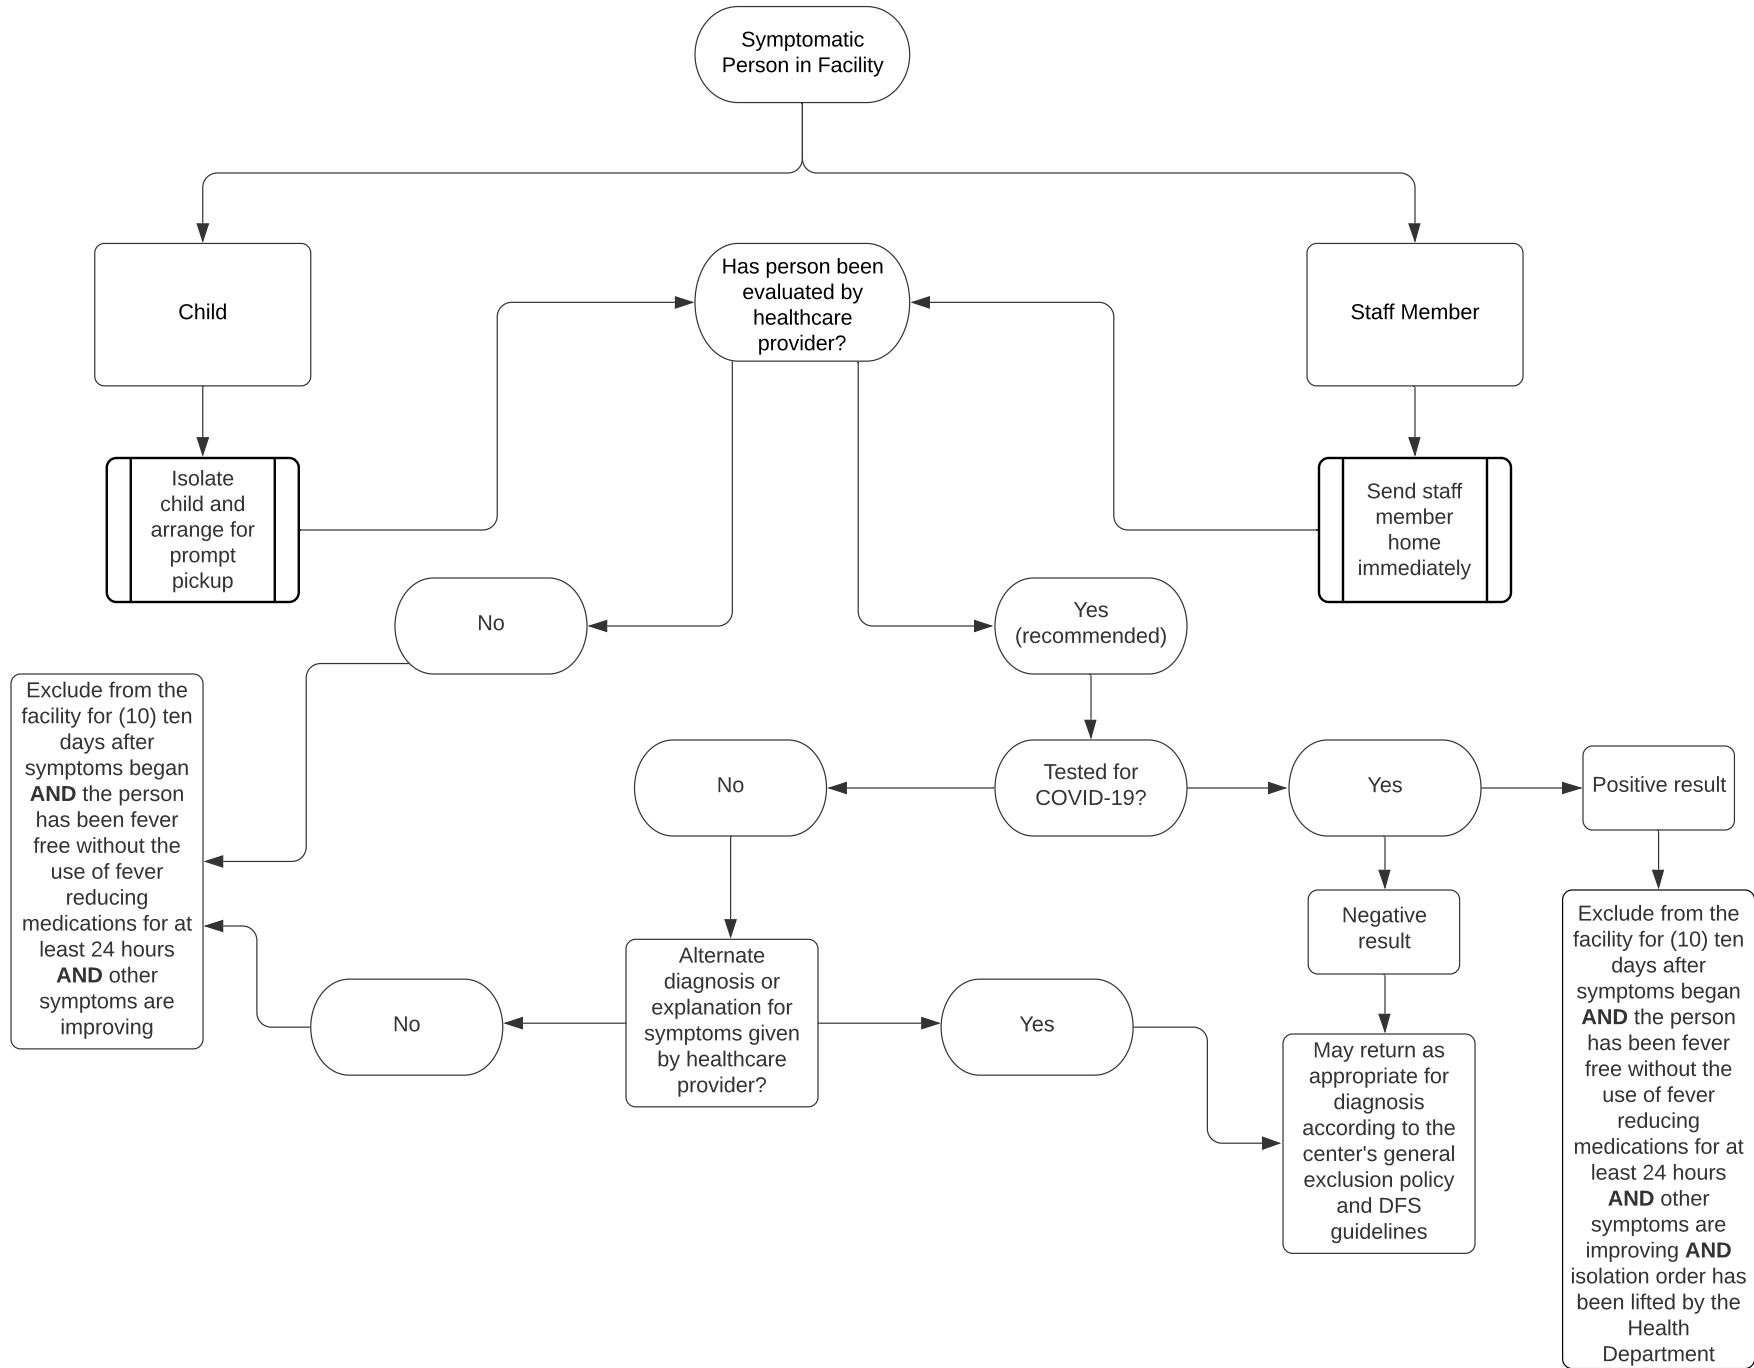 Symptomatic
Person in Facility
Child
Has person been
evaluated by
healthcare
provider?
Staff Member
Isolate
child and
arrange for
prompt
pickup
Send staff
member
home
immediately
No
Yes
(recommended)
Exclude from the
facility for (10) ten
days after
symptoms began
AND the person
has been fever
free without the
use of fever
reducing
medications for at
least 24 hours
AND other
symptoms are
improving
No
Tested for
COVID-19?
Yes
Positive result
Negative
result
Exclude from the
facility for (10) ten
days after
symptoms began
AND the person
has been fever
free without the
use of fever
reducing
medications for at
least 24 hours
AND other
symptoms are
improving AND
isolation order has
been lifted by the
Health
Department
No
Alternate
diagnosis or
explanation for
symptoms given
by healthcare
provider?
Yes
May return as
appropriate for
diagnosis
according to the
center's general
exclusion policy
and DFS
guidelines